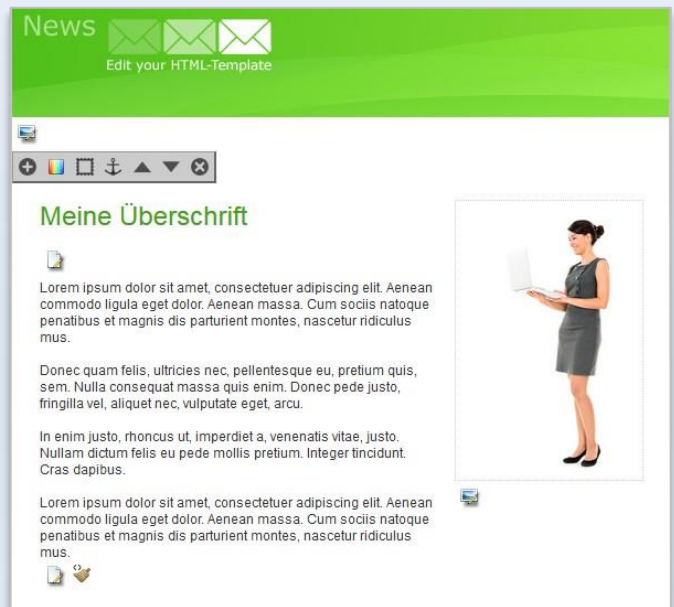 News
Edit your HTML-Template
Meine Überschrift
Lorem ipsum dolor sit amet, consectetuer adipiscing elit. Aenean
commodo ligula eget dolor. Aenean massa. Cum sociis natoque
penatibus et magnis dis parturient montes, nascetur ridiculus
mus.
Donec quam felis, ultricies nec, pellentesque eu, pretium quis,
sem. Nulla consequat massa quis enim. Donec pede justo,
fringilla vel, aliquet nec, vulputate eget, arcu.
In enim justo, rhoncus ut, imperdiet a, venenatis vitae, justo.
Nullam dictum felis eu pede mollis pretium. Integer tincidunt.
Cras dapibus.
Lorem ipsum dolor sit amet, consectetuer adipiscing elit. Aenean
commodo ligula eget dolor. Aenean massa. Cum sociis natoque
penatibus et magnis dis parturient montes, nascetur ridiculus
mus.